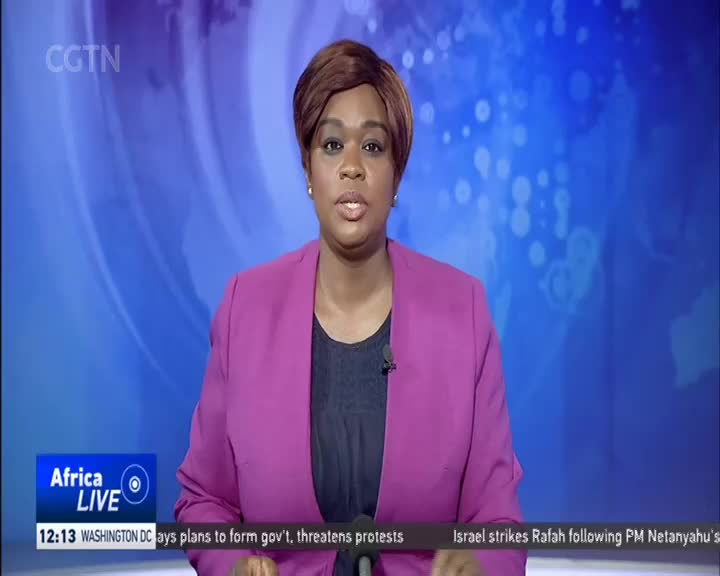 CGTN
Africa
LIVE
12:13 WASHINGTON DC ays plans to form gov't, threatens protests Israel strikes Rafah following PM Netanyahu's